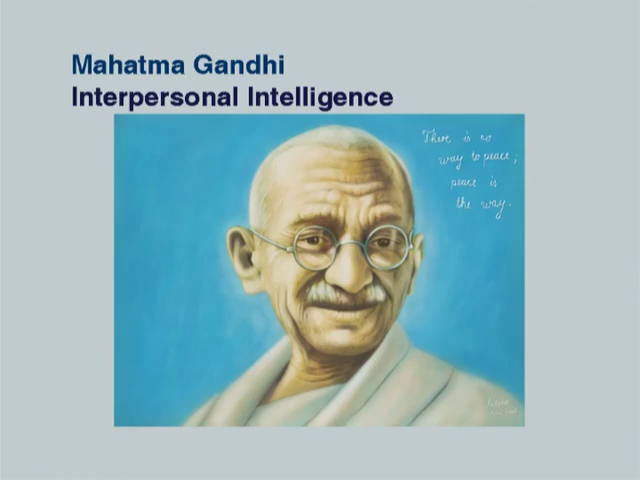 Mahatma Gandhi
Interpersonal Intelligence
There is no
way to peace,
peace is
the way.